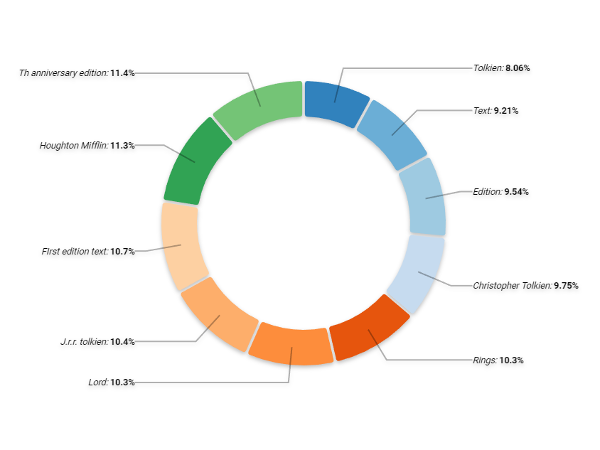 Tolkien: 8.06%
Text: 9.21%
Edition: 9.54%
Christopher Tolkien: 9.75%
Rings: 10.3%
Lord: 10.3%
J.r.r. tolkien: 10.4%
First edition text: 10.7%
Houghton Mifflin: 11.3%
Th anniversary edition: 11.4%